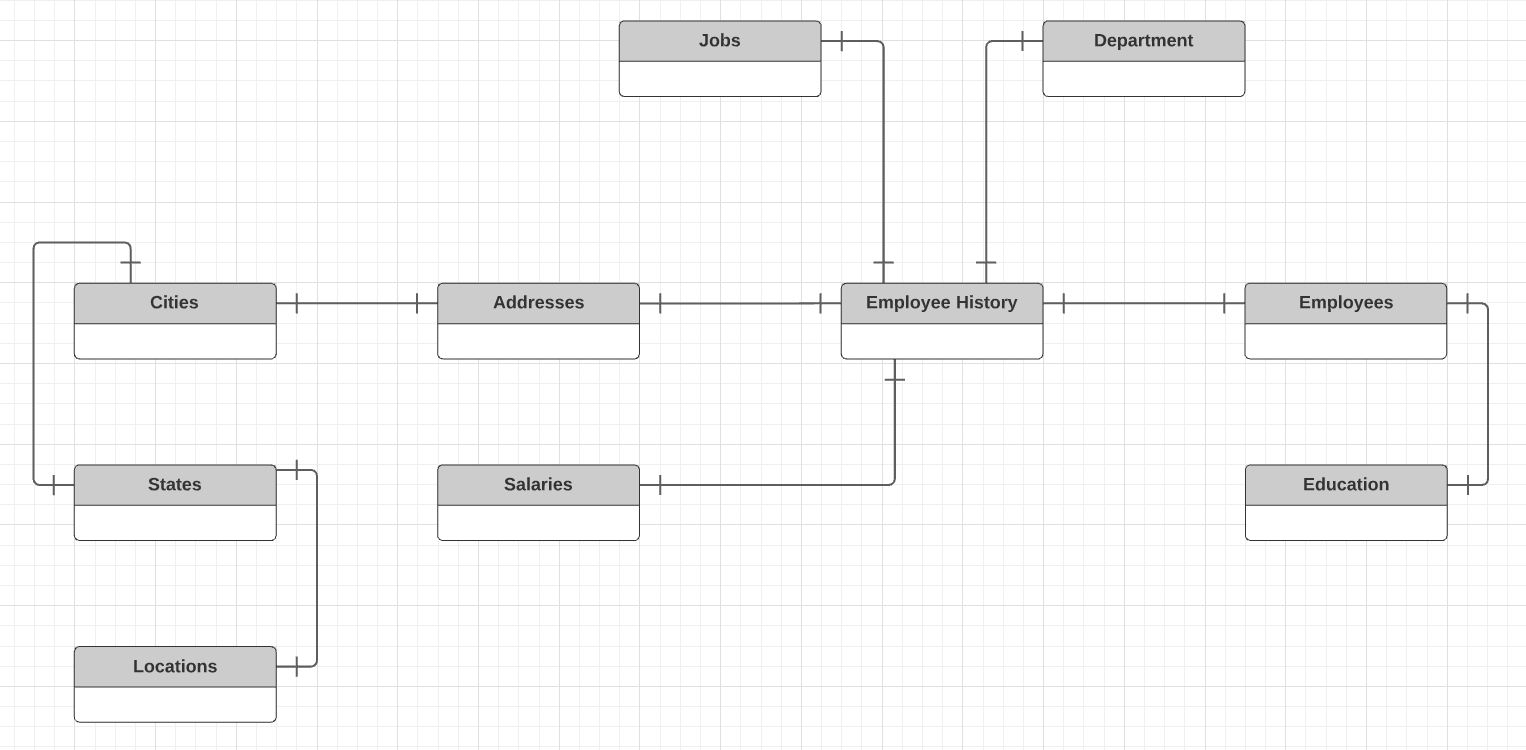 Jobs
Department
Cities
Addresses
Employee History
Employees
States
Salaries
Education
Locations